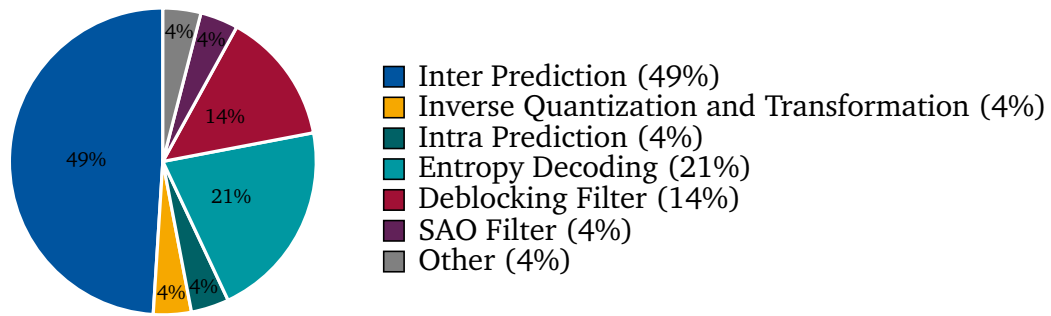 4%
4%
14%
49%
21%
4%
4%
Inter Prediction (49%)
Inverse Quantization and Transformation (4%)
Intra Prediction (4%)
Entropy Decoding (21%)
Deblocking Filter (14%)
SAO Filter (4%)
Other (4%)